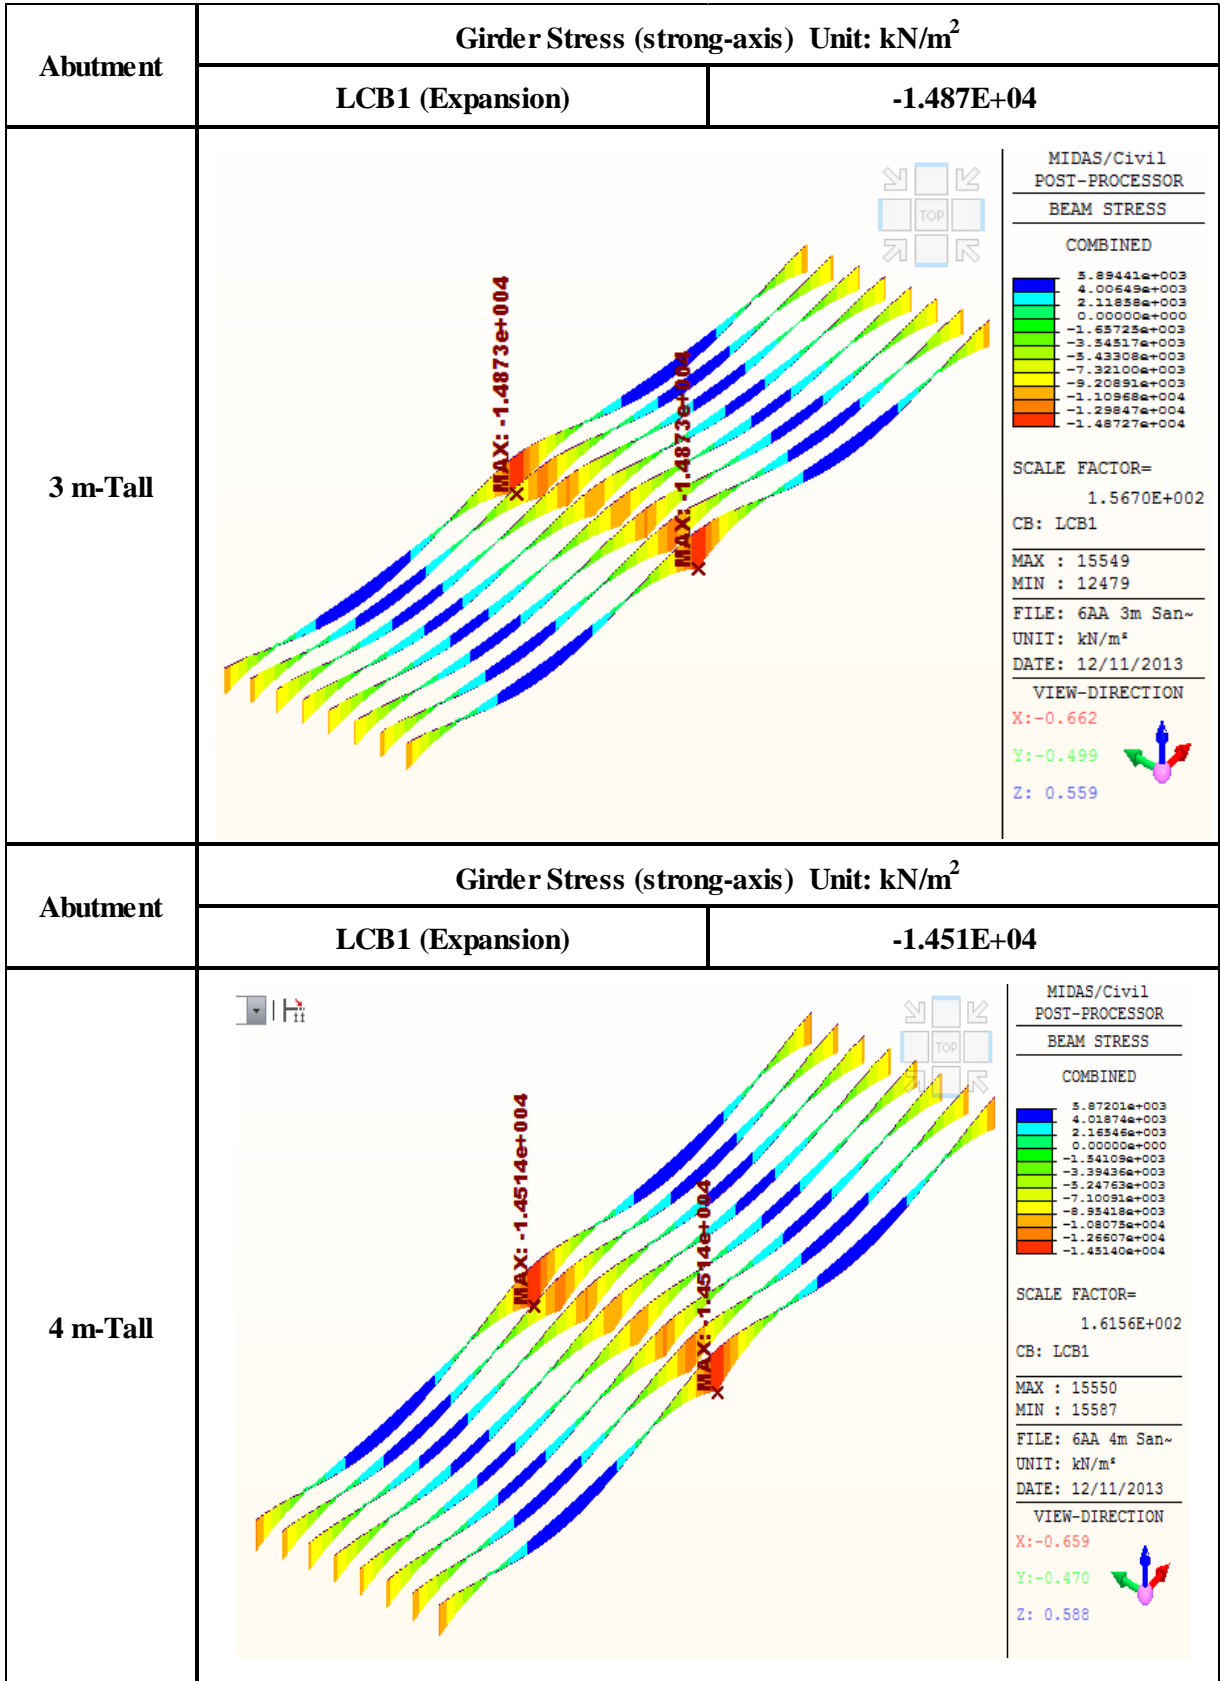 Abutment
Girder Stress (strong-axis) Unit: kN/m²
LCB1 (Expansion)
-1.487E+04
3 m-Tall
MAX: -1.4873e+004
MAX: -1.4873e+004
TOP
MIDAS/Civil
POST-PROCESSOR
BEAM STRESS
COMBINED
5.89441e+003
4.00649e+003
2.11858e+003
0.00000e+000
-1.65725e+003
-3.54517e+003
-5.43308e+003
-7.32100e+003
-9.20891e+003
-1.10968e+004
-1.29847e+004
-1.48727e+004
SCALE FACTOR=
1.5670E+002
CB: LCB1
MAX : 15549
MIN : 12479
FILE: 6AA 3m San~
UNIT: kN/m²
DATE: 12/11/2013
VIEW-DIRECTION
X:-0.662
Y:-0.499
Z: 0.559
Abutment
Girder Stress (strong-axis) Unit: kN/m²
LCB1 (Expansion)
-1.451E+04
4 m-Tall
MAX: -1.4514e+004
MAX: -1.4514e+004
TOP
MIDAS/Civil
POST-PROCESSOR
BEAM STRESS
COMBINED
5.87201e+003
4.01874e+003
2.16546e+003
0.00000e+000
-1.54109e+003
-3.39436e+003
-5.24763e+003
-7.10091e+003
-8.95418e+003
-1.08075e+004
-1.26607e+004
-1.45140e+004
SCALE FACTOR=
1.6156E+002
CB: LCB1
MAX : 15550
MIN : 15587
FILE: 6AA 4m San~
UNIT: kN/m²
DATE: 12/11/2013
VIEW-DIRECTION
X:-0.659
Y:-0.470
Z: 0.588